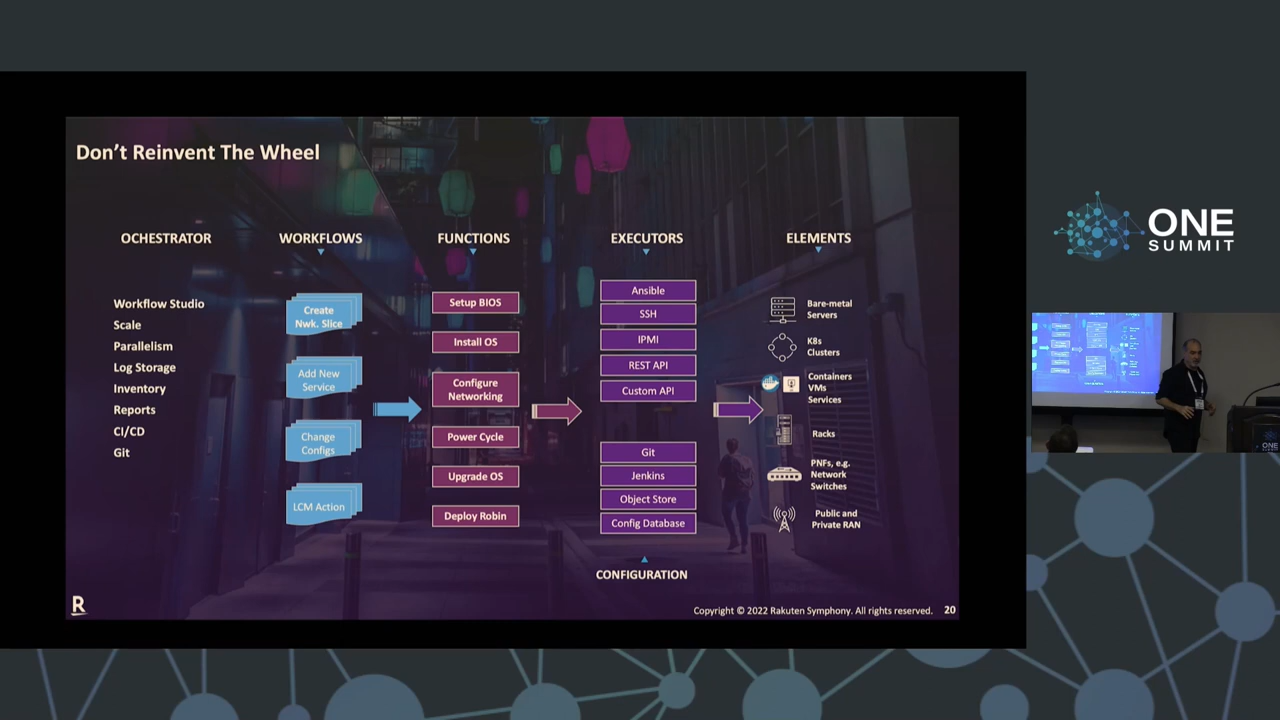 Don't Reinvent The Wheel
OCHESTRATOR
Workflow Studio
Scale
Parallelism
Log Storage
Inventory
Reports
CI/CD
Git
WORKFLOWS
Create
Nwk. Slice
Add New
Service
Change
Configs
LCM Action
FUNCTIONS
Setup BIOS
Install OS
Configure
Networking
Power Cycle
Upgrade OS
Deploy Robin
EXECUTORS
Ansible
SSH
IPMI
REST API
Custom API
Git
Jenkins
Object Store
Config Database
CONFIGURATION
ELEMENTS
Bare-metal
Servers
K8s
Clusters
Containers
VMs
Services
Racks
PNFs, e.g.
Network
Switches
Public and
Private RAN
R
Copyright © 2022 Rakuten Symphony. All rights reserved. 20
ONE
SUMMIT